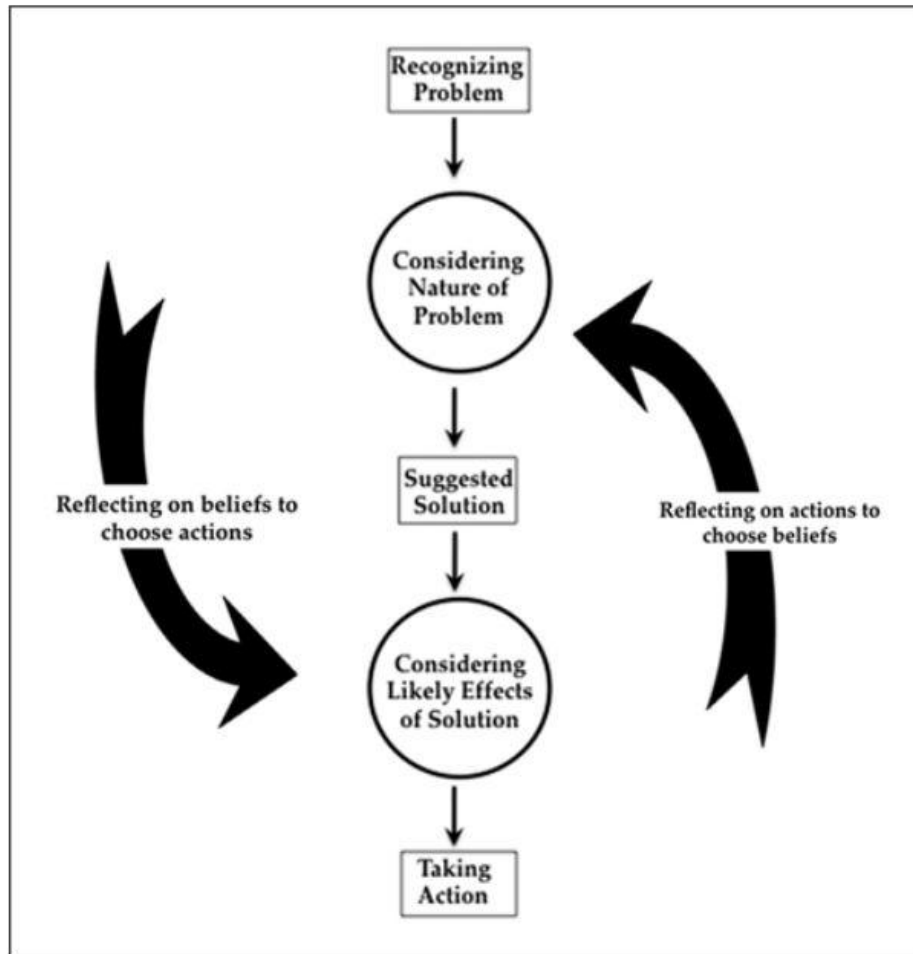 Recognizing
Problem
Considering
Nature of
Problem
Suggested
Solution
Reflecting on beliefs to
choose actions
Reflecting on actions to
choose beliefs
Considering
Likely Effects
of Solution
Taking
Action